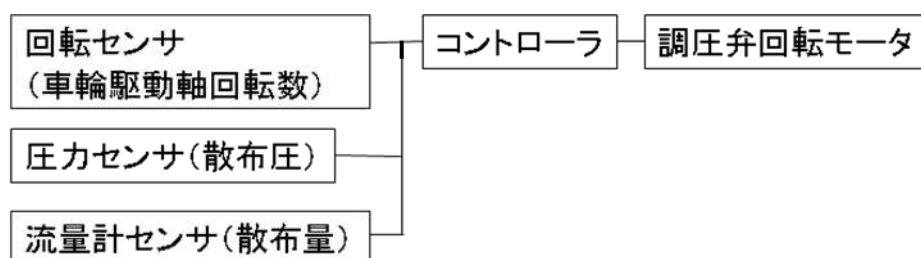 回転センサ
(車輪駆動軸回転数)
コントローラ
調圧弁回転モータ
圧力センサ(散布圧)
流量計センサ(散布量)